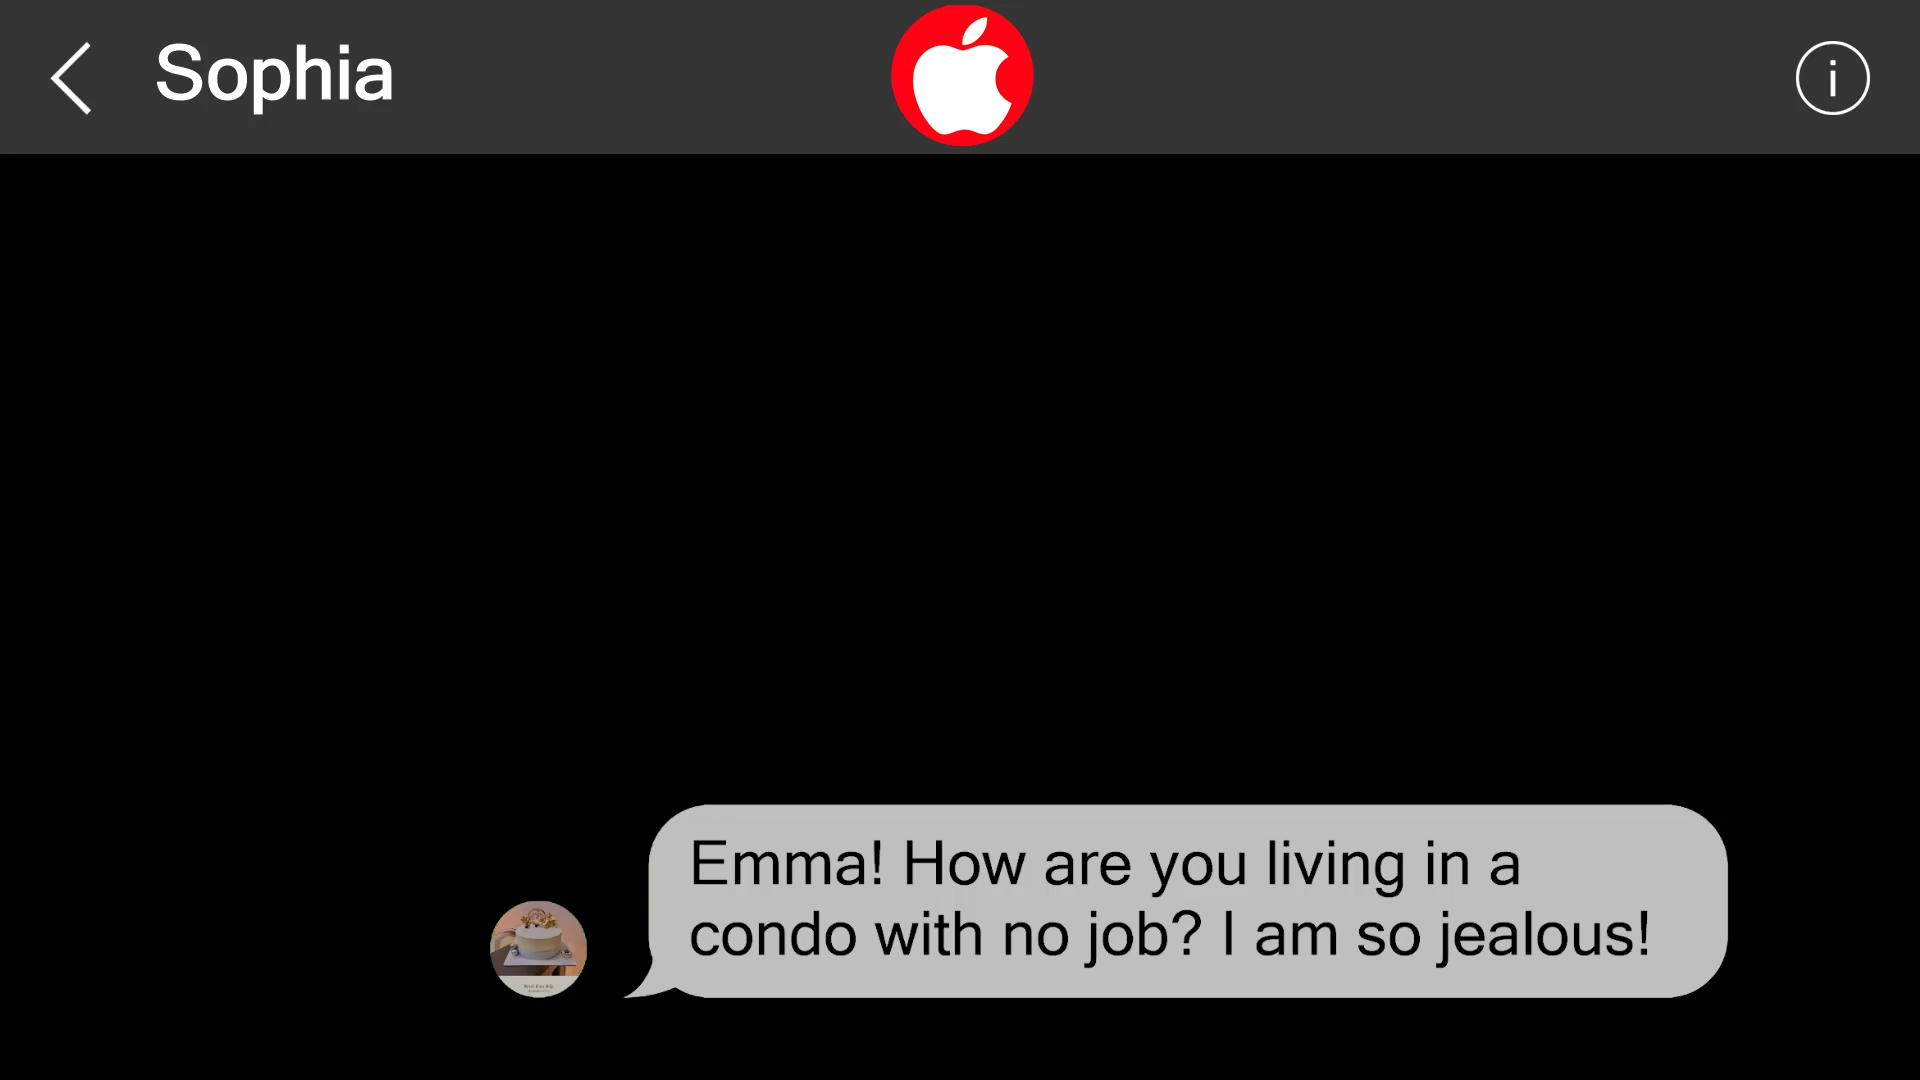 Sophia
i
Emma! How are you living in a
condo with no job? I am so jealous!